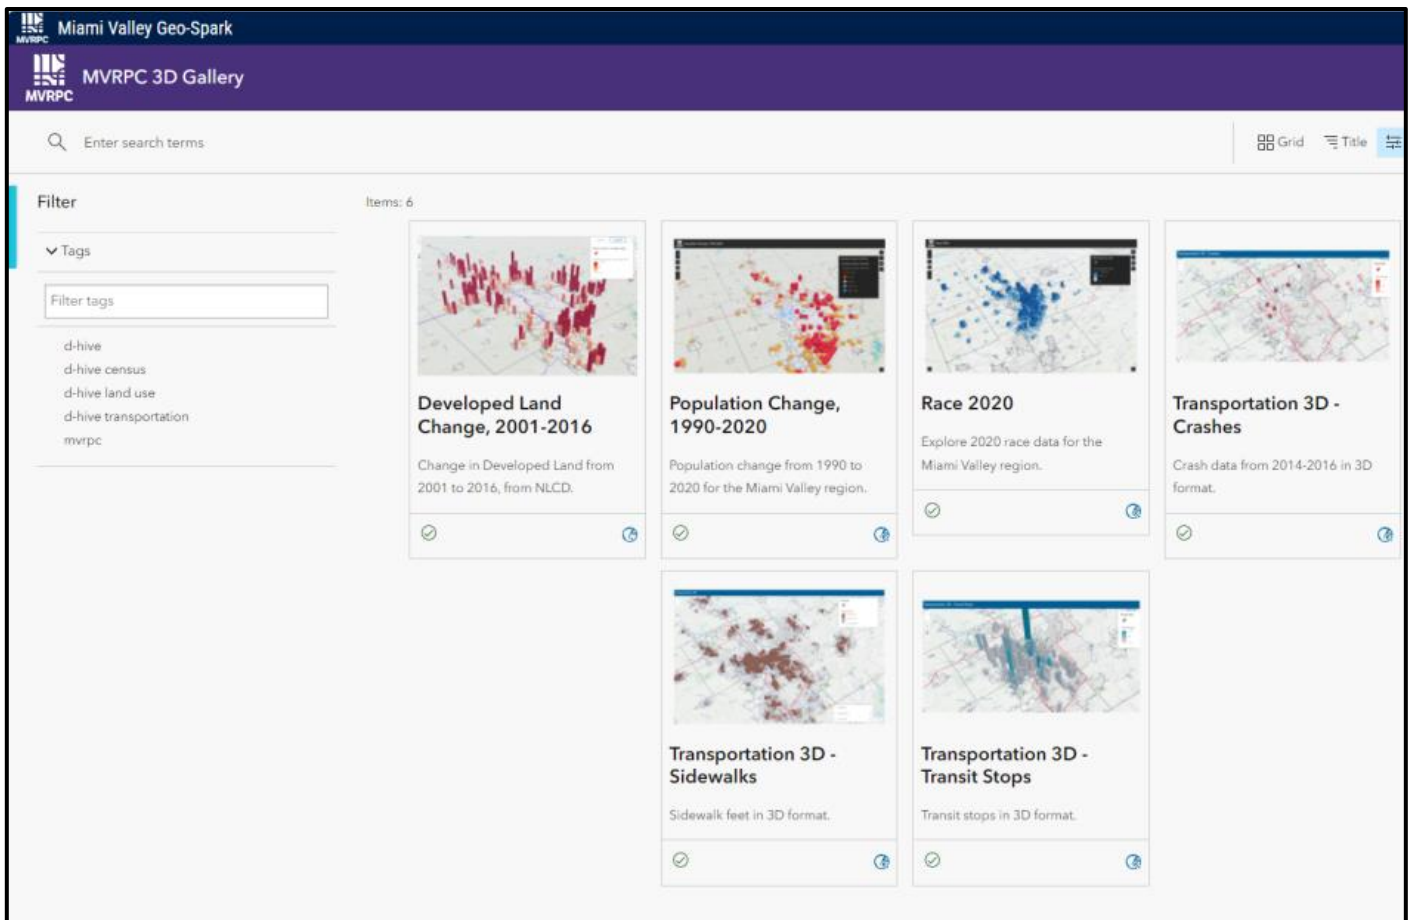 MVRPC
Miami Valley Geo-Spark
MVRPC
MVRPC 3D Gallery
Enter search terms
Grid
Title
Filter
Items: 6
Tags
Filter tags
d-hive
d-hive census
d-hive land use
d-hive transportation
mvrpc
Developed Land
Change, 2001-2016
Change in Developed Land from
2001 to 2016, from NLCD.
Population Change,
1990-2020
Population change from 1990 to
2020 for the Miami Valley region.
Race 2020
Explore 2020 race data for the
Miami Valley region.
Transportation 3D -
Crashes
Crash data from 2014-2016 in 3D
format.
Transportation 3D -
Sidewalks
Sidewalk feet in 3D format.
Transportation 3D -
Transit Stops
Transit stops in 3D format.